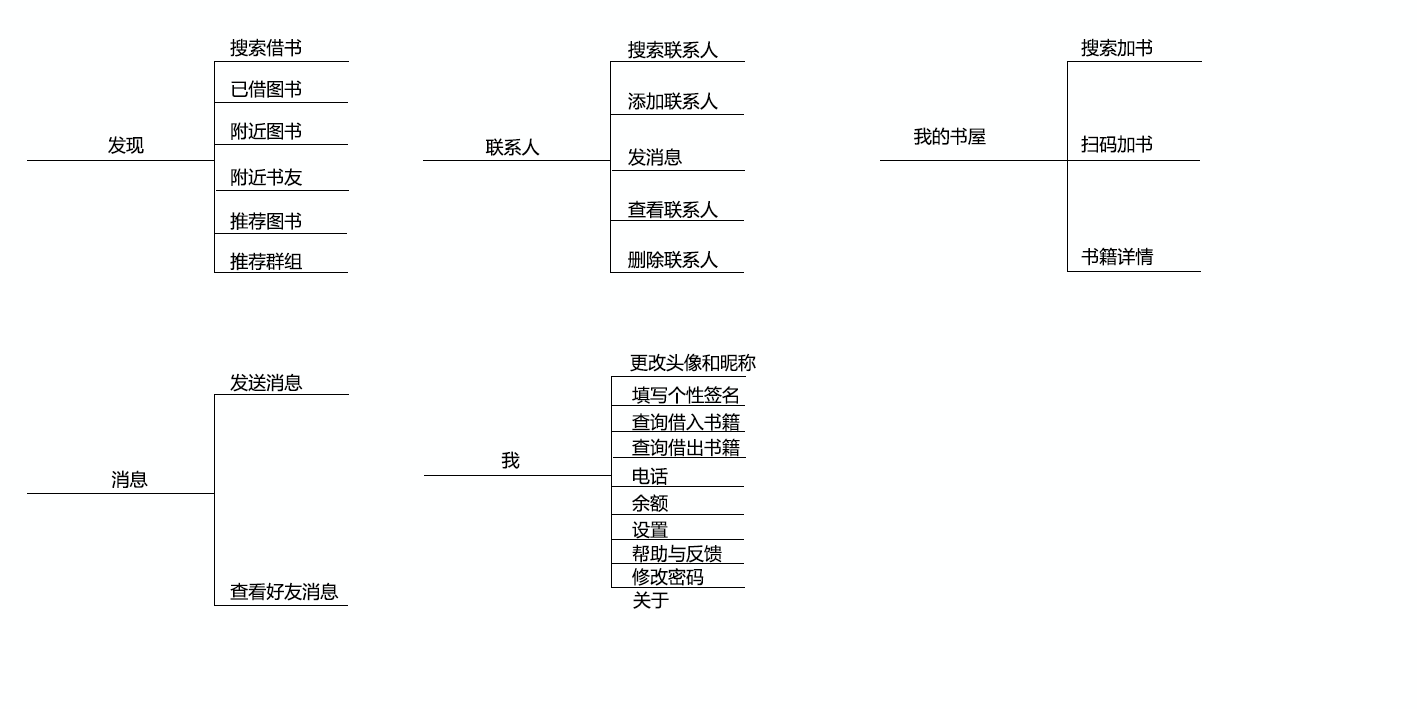 发现
搜索借书
已借图书
附近图书
附近书友
推荐图书
推荐群组
联系人
搜索联系人
添加联系人
发消息
查看联系人
删除联系人
我的书屋
搜索加书
扫码加书
书籍详情
消息
发送消息
查看好友消息
我
更改头像和昵称
填写个性签名
查询借入书籍
查询借出书籍
电话
余额
设置
帮助与反馈
修改密码
关于